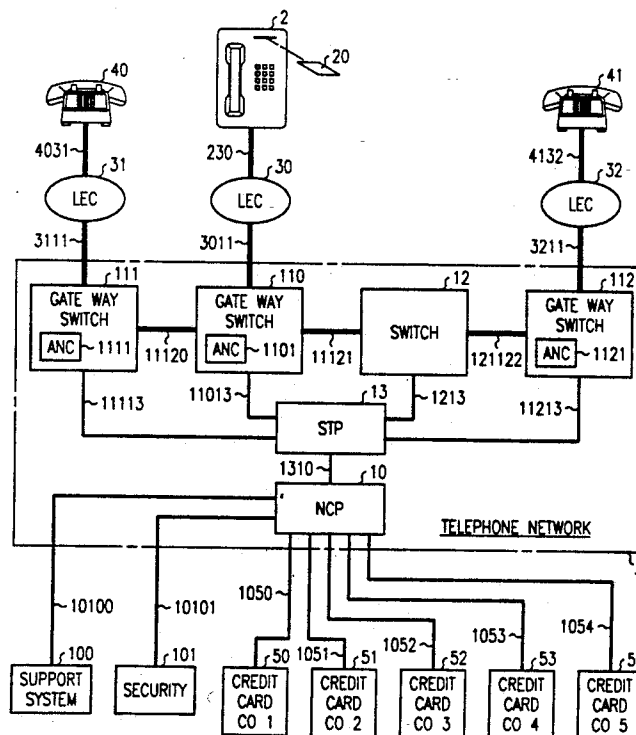 2
40
20
41
4031
31
230
30
4132
32
LEC
LEC
LEC
3111
3011
3211
111
110
12
112
GATE WAY
SWITCH
ANC
1111
GATE WAY
SWITCH
ANC
1101
SWITCH
GATE WAY
SWITCH
ANC
1121
11120
11121
121122
11113
11013
13
1213
11213
STP
1310
10
NCP
TELEPHONE NETWORK
10100
10101
1050
1051
1052
1053
1054
100
101
50
51
52
53
SUPPORT
SYSTEM
SECURITY
CREDIT
CARD
CO 1
CREDIT
CARD
CO 2
CREDIT
CARD
CO 3
CREDIT
CARD
CO 4
CREDIT
CARD
CO 5